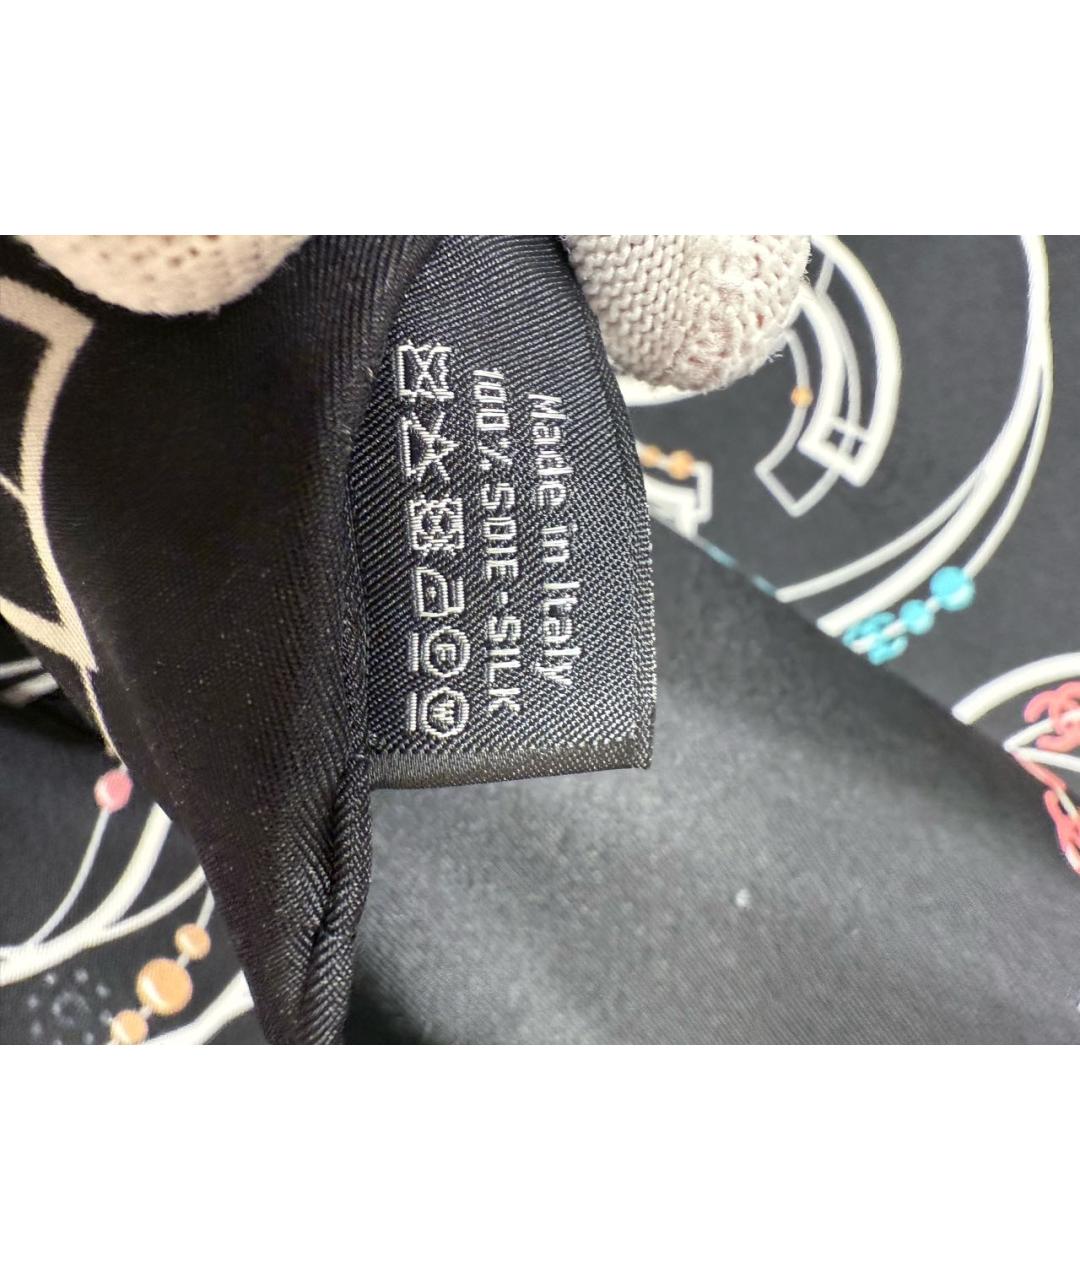 Made in Italy
100% SOIE-SILK
P W